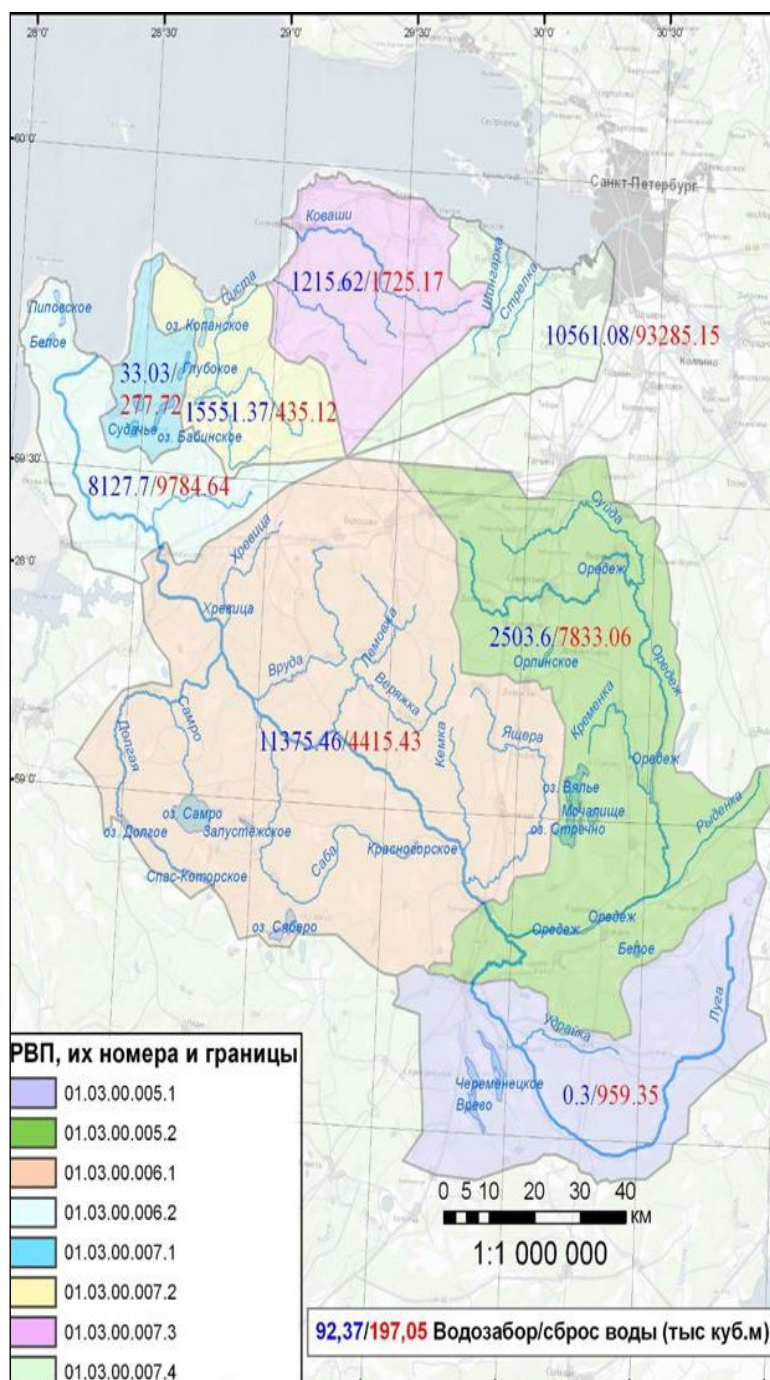 28°0' 28°30' 29°0' 29°30' 30°0' 30°30'
60°0'
Санкт-Петербург
Коваши
1215.62/1725.17
Шингарка
Стрелка
Систа
Липовское
Белое
оз. Копанское
10561.08/93285.15
Колпино
33.03/
277.72
Глубокое
15551.37/435.12
Судачье
оз. Бабинское
59°30'
8127.7/9784.64
Хревица
Суйда
28°0'
Оредеж
Хревица
Лемовжа
2503.6/7833.06
Орлинское
Оредеж
Вруда
Веряжка
Кременка
Самро
Долгая
11375.46/4415.43
Кемка
Ящера
Оредеж
59°0'
оз. Вялье
Мочалище
оз. Стречно
Рыденка
оз. Самро
оз. Долгое
Запустежское
Саба
Красногорское
Спас-Которское
оз. Сяберо
Оредеж
Оредеж
Белое
Луга
Удрайка
Череменецкое
Врево
0.3/959.35
РВП, их номера и границы
01.03.00.005.1
01.03.00.005.2
01.03.00.006.1
01.03.00.006.2
01.03.00.007.1
01.03.00.007.2
01.03.00.007.3
01.03.00.007.4
0 5 10 20 30 40
КМ
1:1 000 000
92,37/197,05 Водозабор/сброс воды (тыс куб.м)